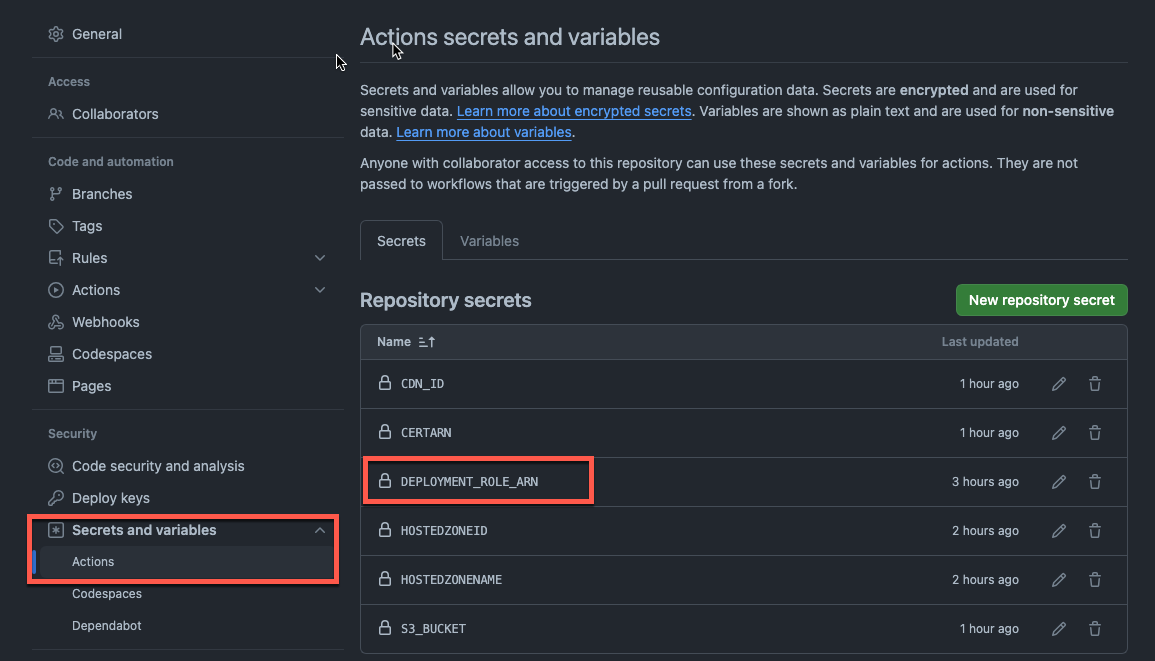 General
Access
Collaborators
Code and automation
Branches
Tags
Rules
Actions
Webhooks
Codespaces
Pages
Security
Code security and analysis
Deploy keys
Secrets and variables
Actions
Codespaces
Dependabot
Actions secrets and variables
Secrets and variables allow you to manage reusable configuration data. Secrets are encrypted and are used for
sensitive data. Learn more about encrypted secrets. Variables are shown as plain text and are used for non-sensitive
data. Learn more about variables.
Anyone with collaborator access to this repository can use these secrets and variables for actions. They are not
passed to workflows that are triggered by a pull request from a fork.
Secrets Variables
Repository secrets New repository secret
Name Last updated
CDN_ID 1 hour ago
CERTARN 1 hour ago
DEPLOYMENT_ROLE_ARN 3 hours ago
HOSTEDZONEID 2 hours ago
HOSTEDZONENAME 2 hours ago
S3_BUCKET 1 hour ago